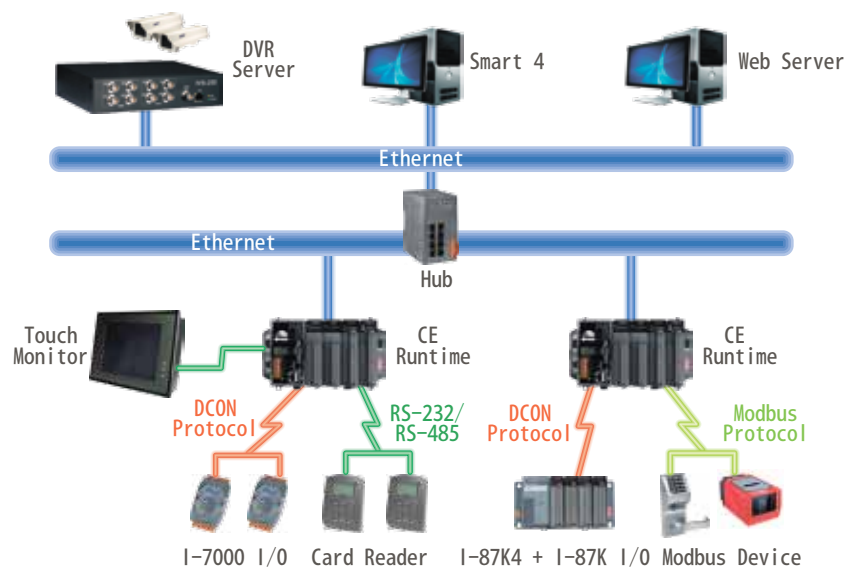 DVR
Server
Smart 4
Web Server
Ethernet
Ethernet
Hub
Touch
Monitor
CE
Runtime
CE
Runtime
DCON
Protocol
RS-232/
RS-485
DCON
Protocol
Modbus
Protocol
I-7000 I/O
Card Reader
I-87K4 + I-87K I/O
Modbus Device